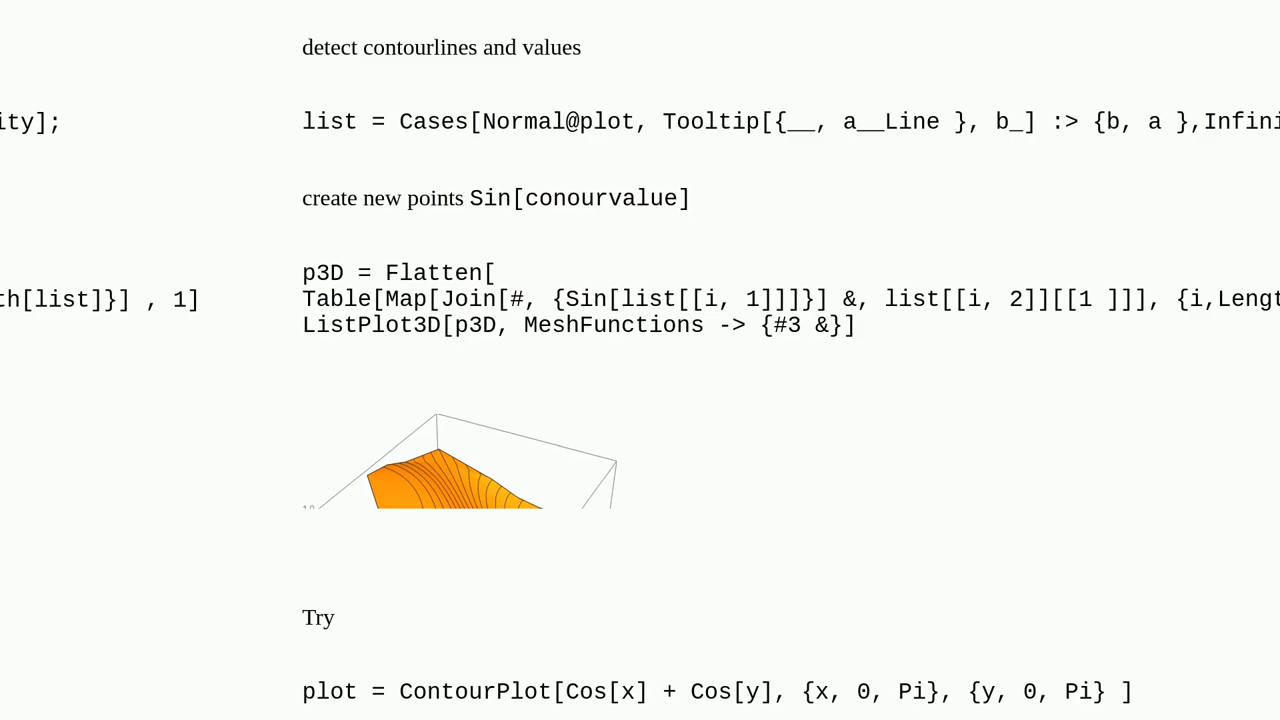 detect contourlines and values
ity];
list = Cases[Normal@plot, Tooltip[{__, a__Line }, b_] :> {b, a },Infini
create new points Sin[conourvalue]
p3D = Flatten[
th[list]}] , 1]
Table[Map[Join[#, {Sin[list[[i, 1]]]}] &, list[[i, 2]][[1 ]]], {i,Lengt
ListPlot3D[p3D, MeshFunctions -> {#3 &}]
Try
plot = ContourPlot[Cos[x] + Cos[y], {x, 0, Pi}, {y, 0, Pi} ]